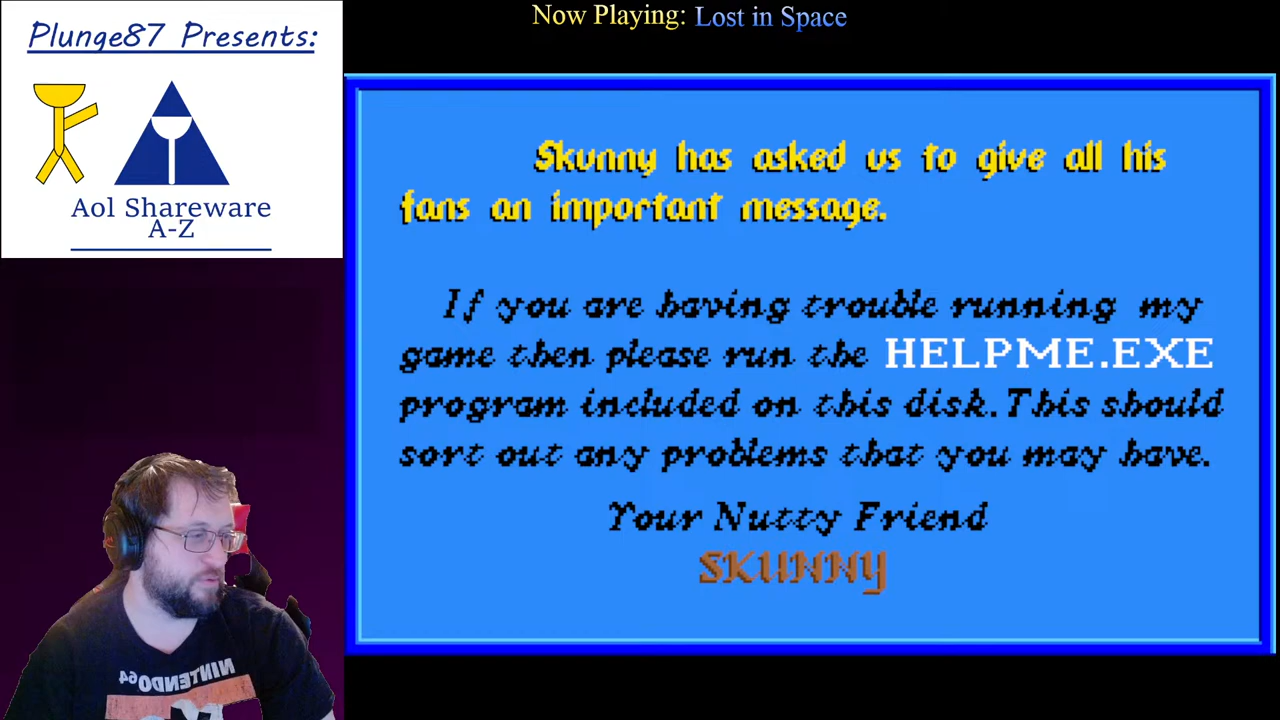 Now Playing: Lost in Space
Plunge87 Presents:
Aol Shareware
A-Z
Skunny has asked us to give all his
fans an important message.
If you are having trouble running my
game then please run the HELPME.EXE
program included on this disk. This should
sort out any problems that you may have.
Your Nutty Friend
SKUNNY
NINTENDO64